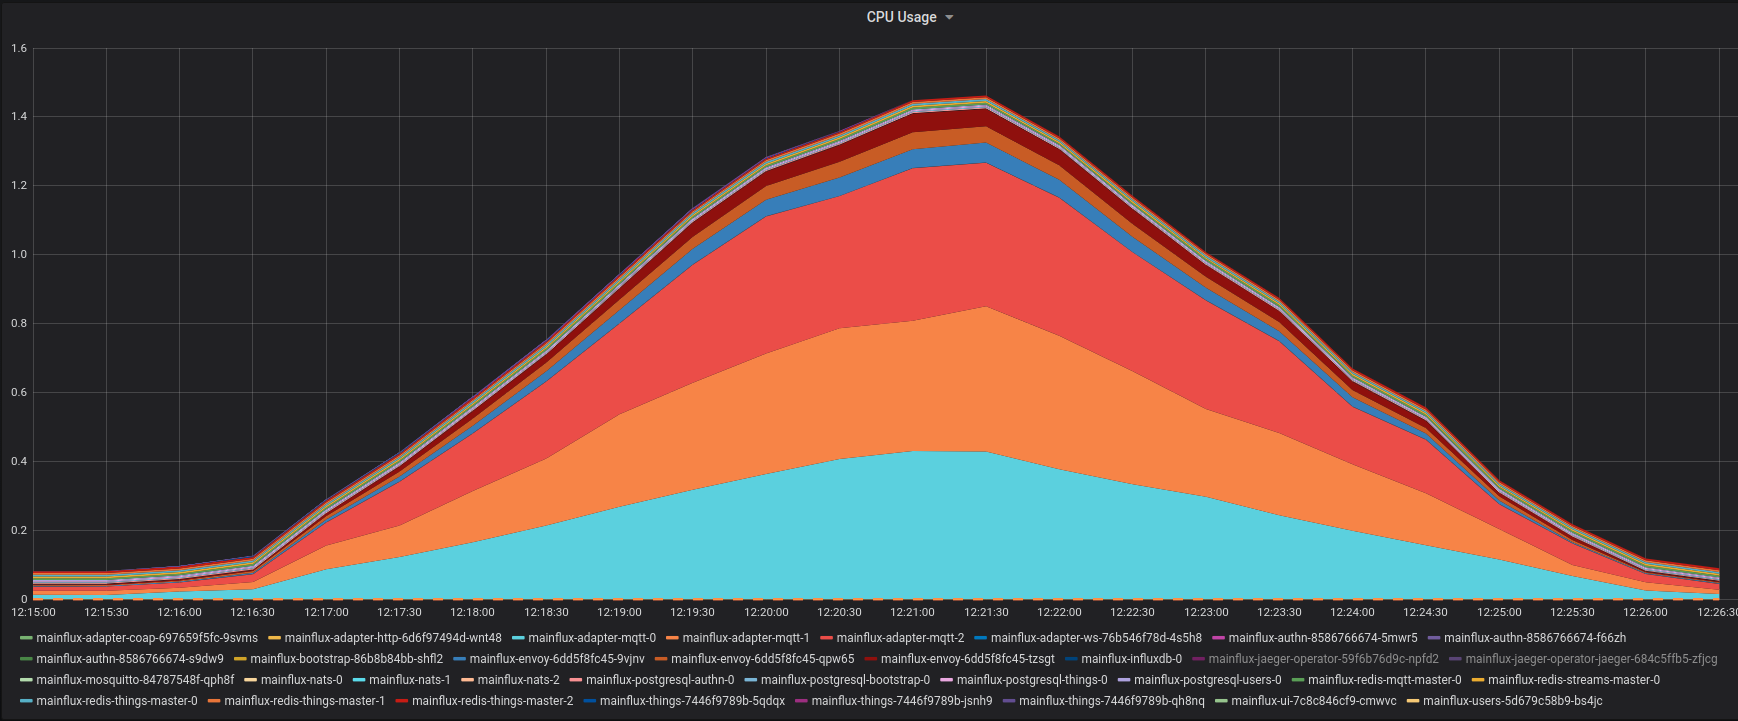 CPU Usage
1.6
1.4
1.2
1.0
0.8
0.6
0.4
0.2
0
12:15:00 12:15:30 12:16:00 12:16:30 12:17:00 12:17:30 12:18:00 12:18:30 12:19:00 12:19:30 12:20:00 12:20:30 12:21:00 12:21:30 12:22:00 12:22:30 12:23:00 12:23:30 12:24:00 12:24:30 12:25:00 12:25:30 12:26:00 12:26:30
mainflux-adapter-coap-697659f5fc-9svms mainflux-adapter-http-6d6f97494d-wnt48 mainflux-adapter-mqtt-0 mainflux-adapter-mqtt-1 mainflux-adapter-mqtt-2 mainflux-adapter-ws-76b546f78d-4s5h8 mainflux-authn-8586766674-5mwr5 mainflux-authn-8586766674-f66zh
mainflux-authn-8586766674-s9dw9 mainflux-bootstrap-86b8b84bb-shfl2 mainflux-envoy-6dd5f8fc45-9vjnv mainflux-envoy-6dd5f8fc45-qpw65 mainflux-envoy-6dd5f8fc45-tzsgt mainflux-influxdb-0 mainflux-jaeger-operator-59f6b76d9c-npfd2 mainflux-jaeger-operator-jaeger-684c5ffb5-zfjcg
mainflux-mosquitto-84787548f-qph8f mainflux-nats-0 mainflux-nats-1 mainflux-nats-2 mainflux-postgresql-authn-0 mainflux-postgresql-bootstrap-0 mainflux-postgresql-things-0 mainflux-postgresql-users-0 mainflux-redis-mqtt-master-0 mainflux-redis-streams-master-0
mainflux-redis-things-master-0 mainflux-redis-things-master-1 mainflux-redis-things-master-2 mainflux-things-7446f9789b-5qdqx mainflux-things-7446f9789b-jsnh9 mainflux-things-7446f9789b-qh8nq mainflux-ui-7c8c846cf9-cmwvc mainflux-users-5d679c58b9-bs4jc